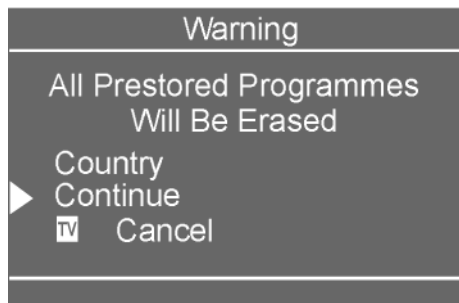 Warning
All Prestored Programmes
Will Be Erased
Country
Continue
TV Cancel